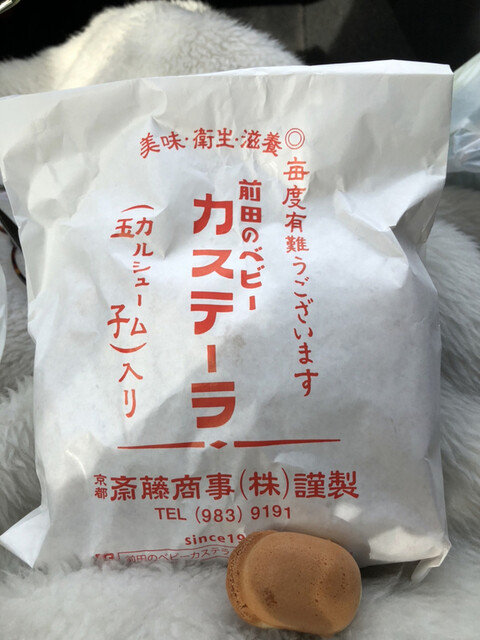 ◎毎度有難うございます
美味・衛生・滋養
前田のベビー
カステーラ
(カルシューム
玉子)入り
京都 斎藤商事(株)謹製
TEL (983) 9191
since19
前田のベビーカステラ